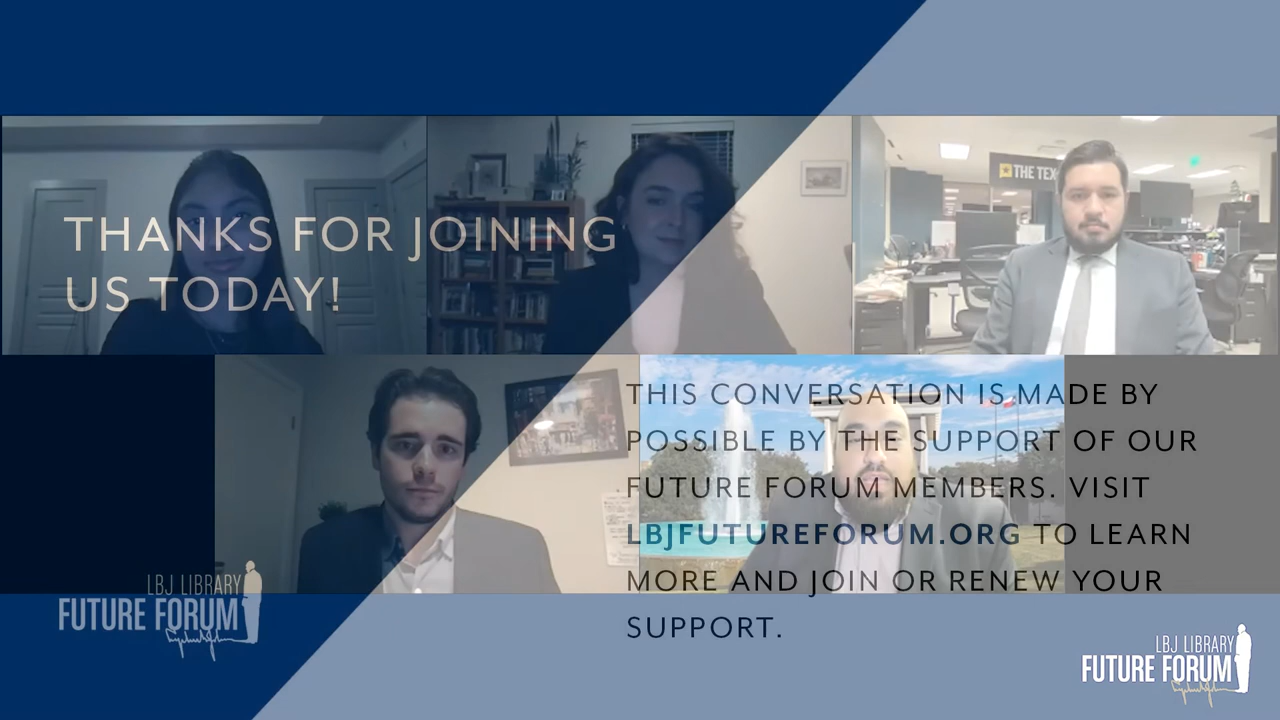 THE TEX
THANKS FOR JOINING
US TODAY!
THIS CONVERSATION IS MADE BY
POSSIBLE BY THE SUPPORT OF OUR
FUTURE FORUM MEMBERS. VISIT
LBJFUTUREFORUM.ORG TO LEARN
MORE AND JOIN OR RENEW YOUR
SUPPORT.
LBJ LIBRARY
FUTURE FORUM
LBJ LIBRARY
FUTURE FORUM